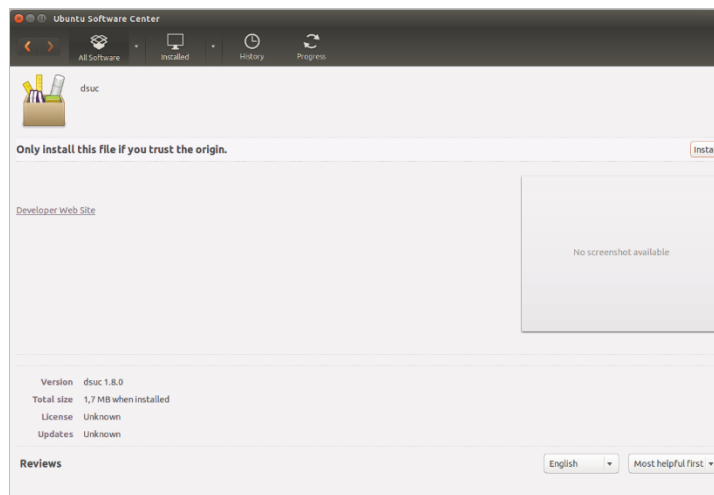 Ubuntu Software Center
All Software Installed History Progress
dsuc
Only install this file if you trust the origin.
Insta
Developer Web Site
No screenshot available
Version dsuc 1.8.0
Total size 1,7 MB when installed
License Unknown
Updates Unknown
Reviews English Most helpful first